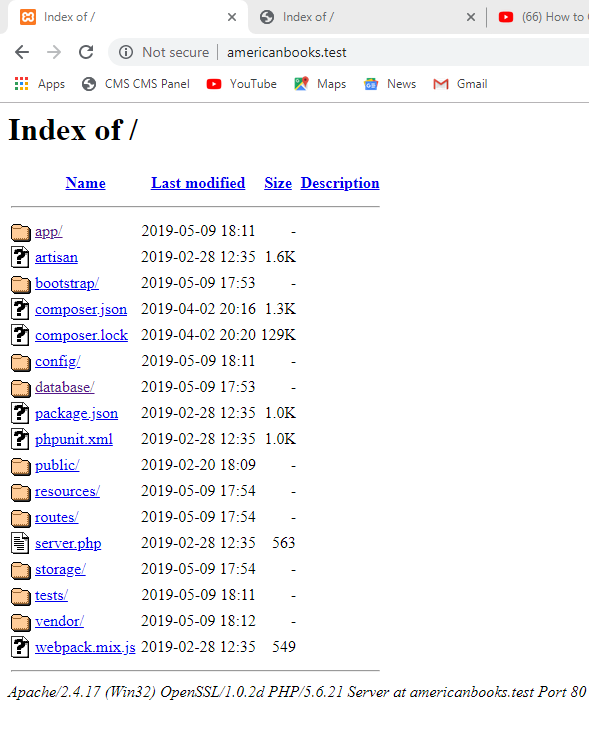 Index of /
Index of /
(66) How to
Not secure
americanbooks.test
Apps
CMS CMS Panel
YouTube
Maps
News
Gmail
Index of /
Name Last modified Size Description
app/ 2019-05-09 18:11 -
artisan 2019-02-28 12:35 1.6K
bootstrap/ 2019-05-09 17:53 -
composer.json 2019-04-02 20:16 1.3K
composer.lock 2019-04-02 20:20 129K
config/ 2019-05-09 18:11 -
database/ 2019-05-09 17:53 -
package.json 2019-02-28 12:35 1.0K
phpunit.xml 2019-02-28 12:35 1.0K
public/ 2019-02-20 18:09 -
resources/ 2019-05-09 17:54 -
routes/ 2019-05-09 17:54 -
server.php 2019-02-28 12:35 563
storage/ 2019-05-09 17:54 -
tests/ 2019-05-09 18:11 -
vendor/ 2019-05-09 18:12 -
webpack.mix.js 2019-02-28 12:35 549
Apache/2.4.17 (Win32) OpenSSL/1.0.2d PHP/5.6.21 Server at americanbooks.test Port 80